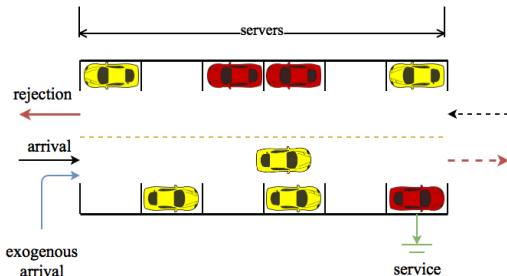 servers
rejection
arrival
exogenous
arrival
service